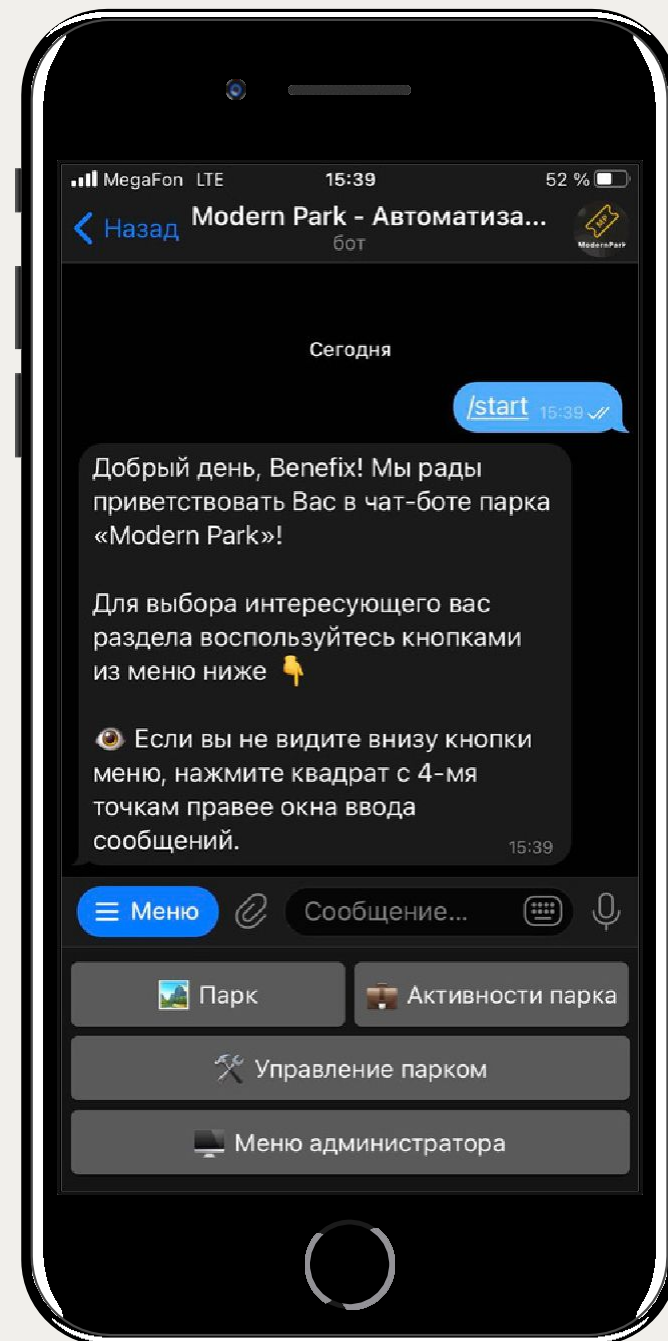 MegaFon LTE 15:39 52 %
Назад Modern Park - Автоматиза...
бот
MP
ModernPark
Сегодня
/start 15:39
Добрый день, Benefix! Мы рады
приветствовать Вас в чат-боте парка
«Modern Park»!
Для выбора интересующего вас
раздела воспользуйтесь кнопками
из меню ниже 👇
👁 Если вы не видите внизу кнопки
меню, нажмите квадрат с 4-мя
точкам правее окна ввода
сообщений. 15:39
Меню Сообщение...
Парк Активности парка
Управление парком
Меню администратора